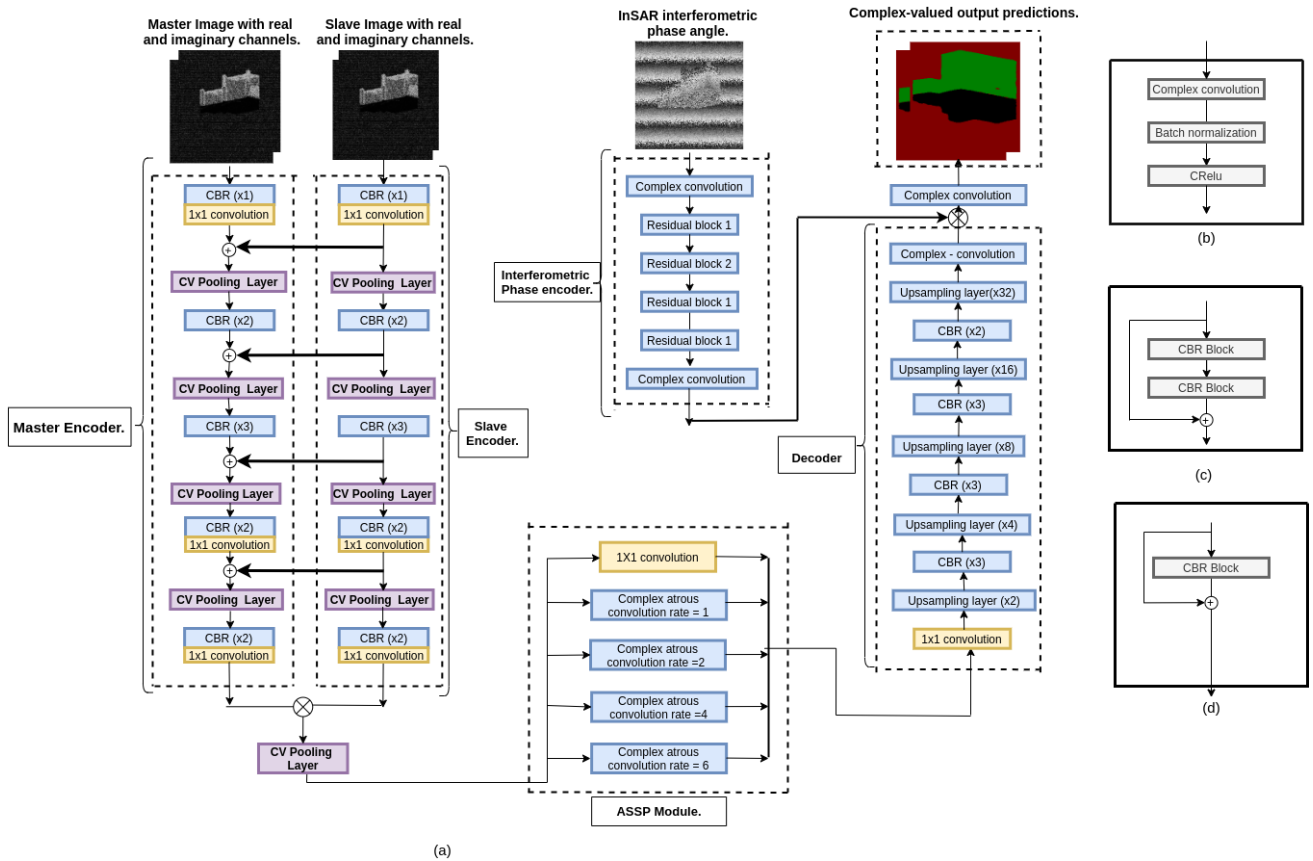 Master Image with real
and imaginary channels.
Slave Image with real
and imaginary channels.
InSAR interferometric
phase angle.
Complex-valued output predictions.
Master Encoder.
CBR (x1)
1x1 convolution
+
CV Pooling Layer
CBR (x2)
+
CV Pooling Layer
CBR (x3)
+
CV Pooling Layer
CBR (x2)
1x1 convolution
+
CV Pooling Layer
CBR (x2)
1x1 convolution
CBR (x1)
1x1 convolution
CV Pooling Layer
CBR (x2)
CV Pooling Layer
CBR (x3)
CV Pooling Layer
CBR (x2)
1x1 convolution
CV Pooling Layer
CBR (x2)
1x1 convolution
Slave
Encoder.
CV Pooling
Layer
Interferometric
Phase encoder.
Complex convolution
Residual block 1
Residual block 2
Residual block 1
Residual block 1
Complex convolution
1X1 convolution
Complex atrous
convolution rate = 1
Complex atrous
convolution rate =2
Complex atrous
convolution rate =4
Complex atrous
convolution rate = 6
ASSP Module.
Decoder
Complex convolution
Complex - convolution
Upsampling layer(x32)
CBR (x2)
Upsampling layer (x16)
CBR (x3)
Upsampling layer (x8)
CBR (x3)
Upsampling layer (x4)
CBR (x3)
Upsampling layer (x2)
1x1 convolution
(a)
Complex convolution
Batch normalization
CRelu
(b)
CBR Block
CBR Block
+
(c)
CBR Block
+
(d)